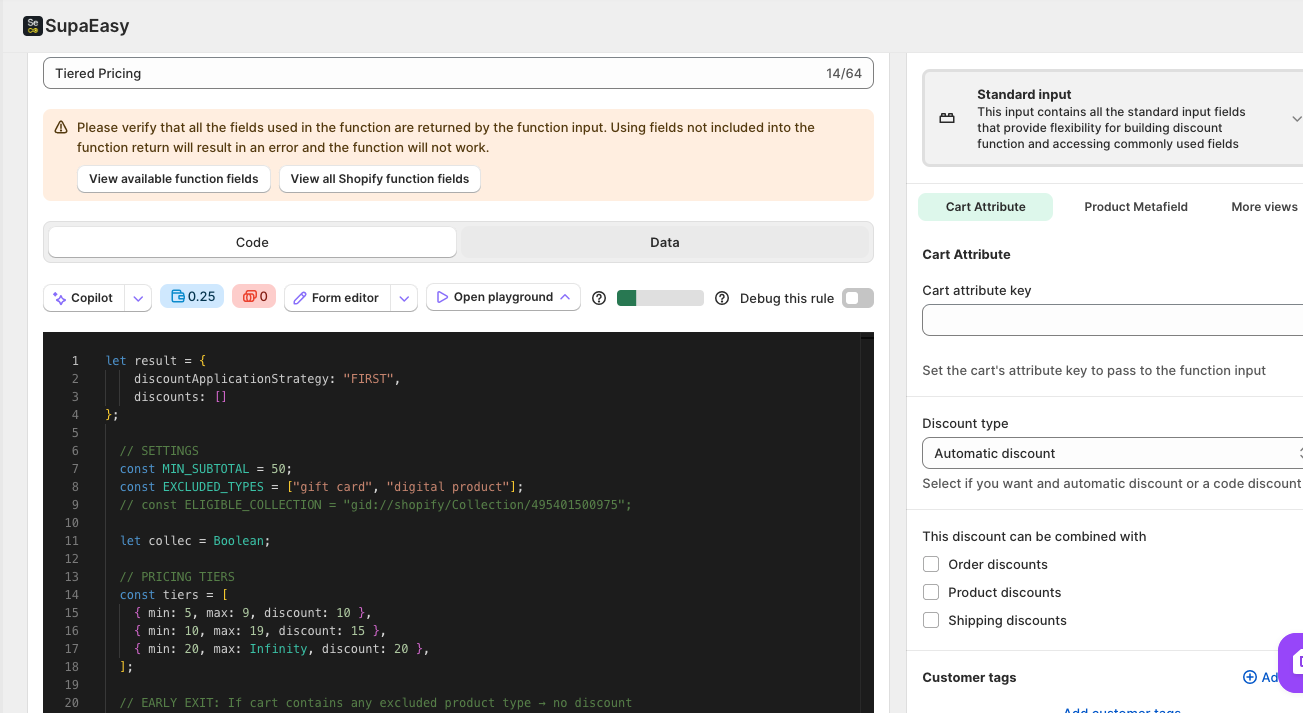 SupaEasy
Tiered Pricing 14/64
Please verify that all the fields used in the function are returned by the function input. Using fields not included into the
function return will result in an error and the function will not work.
View available function fields View all Shopify function fields
Code Data
Copilot 0.25 0 Form editor Open playground Debug this rule
1 let result = {
2 discountApplicationStrategy: "FIRST",
3 discounts: []
4 };
5
6 // SETTINGS
7 const MIN_SUBTOTAL = 50;
8 const EXCLUDED_TYPES = ["gift card", "digital product"];
9 // const ELIGIBLE_COLLECTION = "gid://shopify/Collection/495401500975";
10
11 let collec = Boolean;
12
13 // PRICING TIERS
14 const tiers = [
15 { min: 5, max: 9, discount: 10 },
16 { min: 10, max: 19, discount: 15 },
17 { min: 20, max: Infinity, discount: 20 },
18 ];
19
20 // EARLY EXIT: If cart contains any excluded product type → no discount
Standard input
This input contains all the standard input fields
that provide flexibility for building discount
function and accessing commonly used fields
Cart Attribute Product Metafield More views
Cart Attribute
Cart attribute key
Set the cart's attribute key to pass to the function input
Discount type
Automatic discount
Select if you want and automatic discount or a code discount
This discount can be combined with
Order discounts
Product discounts
Shipping discounts
Customer tags Ad
Add customer tags